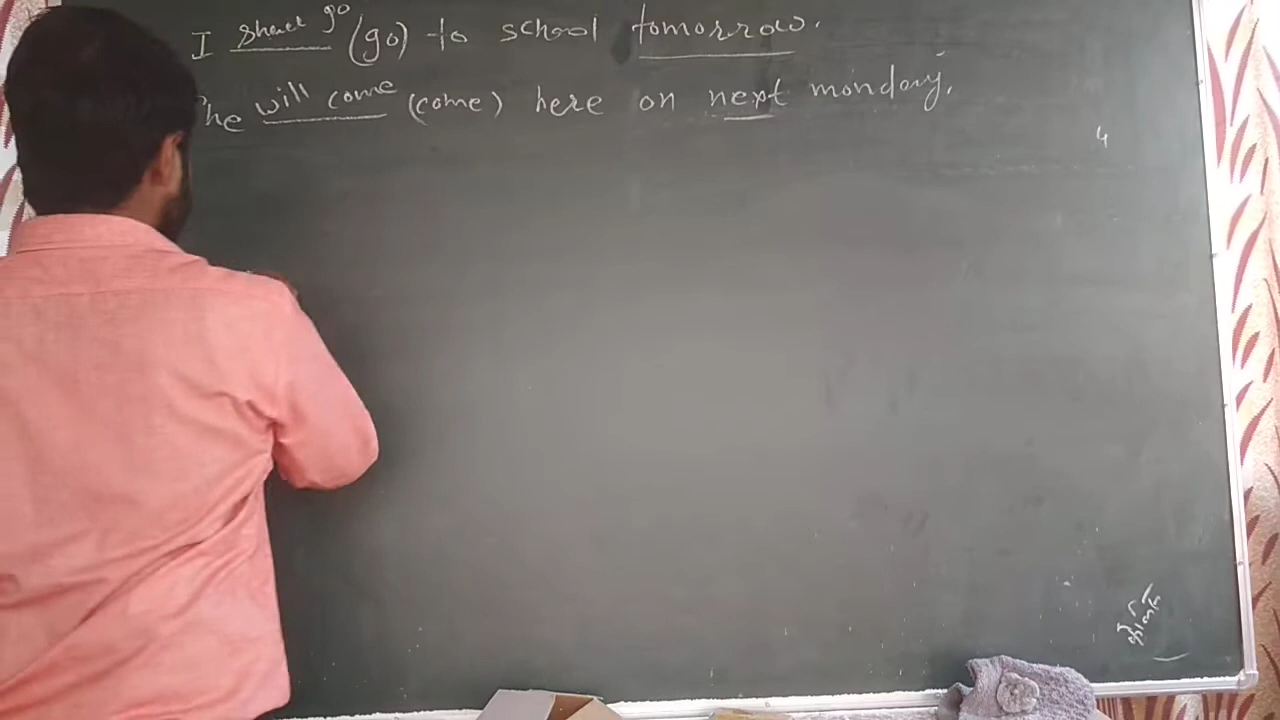 I shall go (go) to school tomorrow.
he will come (come) here on next monday.
4